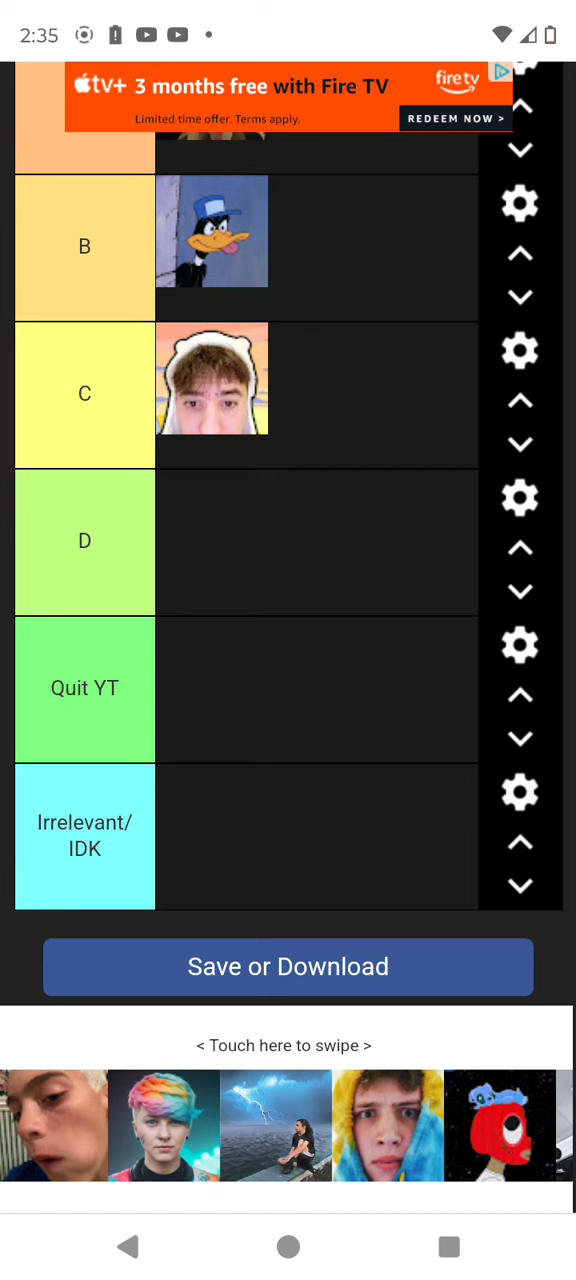 2:35
tv+ 3 months free with Fire TV
fire tv
Limited time offer. Terms apply.
REDEEM NOW >
B
C
D
Quit YT
Irrelevant/
IDK
Save or Download
< Touch here to swipe >